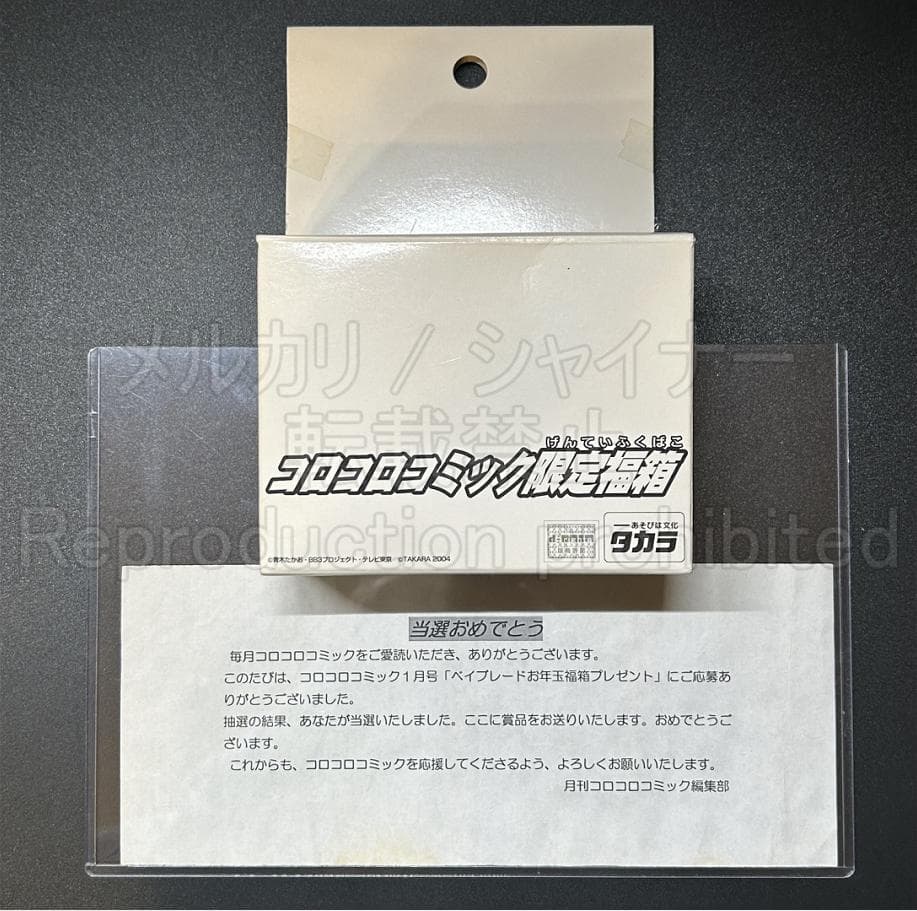 メルカリ / シャイナー
転載禁止
Reproduction prohibited
げんていふくばこ
コロコロコミック限定福箱
©青木たかお・BB3プロジェクト・テレビ東京 ©TAKARA 2004
d-rights
版権許諾
あそびは文化
タカラ
当選おめでとう
毎月コロコロコミックをご愛読いただき、ありがとうございます。
このたびは、コロコロコミック1月号「ベイブレードお年玉福箱プレゼント」にご応募あ
りがとうございました。
抽選の結果、あなたが当選いたしました。ここに賞品をお送りいたします。おめでとうご
ざいます。
これからも、コロコロコミックを応援してくださるよう、よろしくお願いいたします。
月刊コロコロコミック編集部